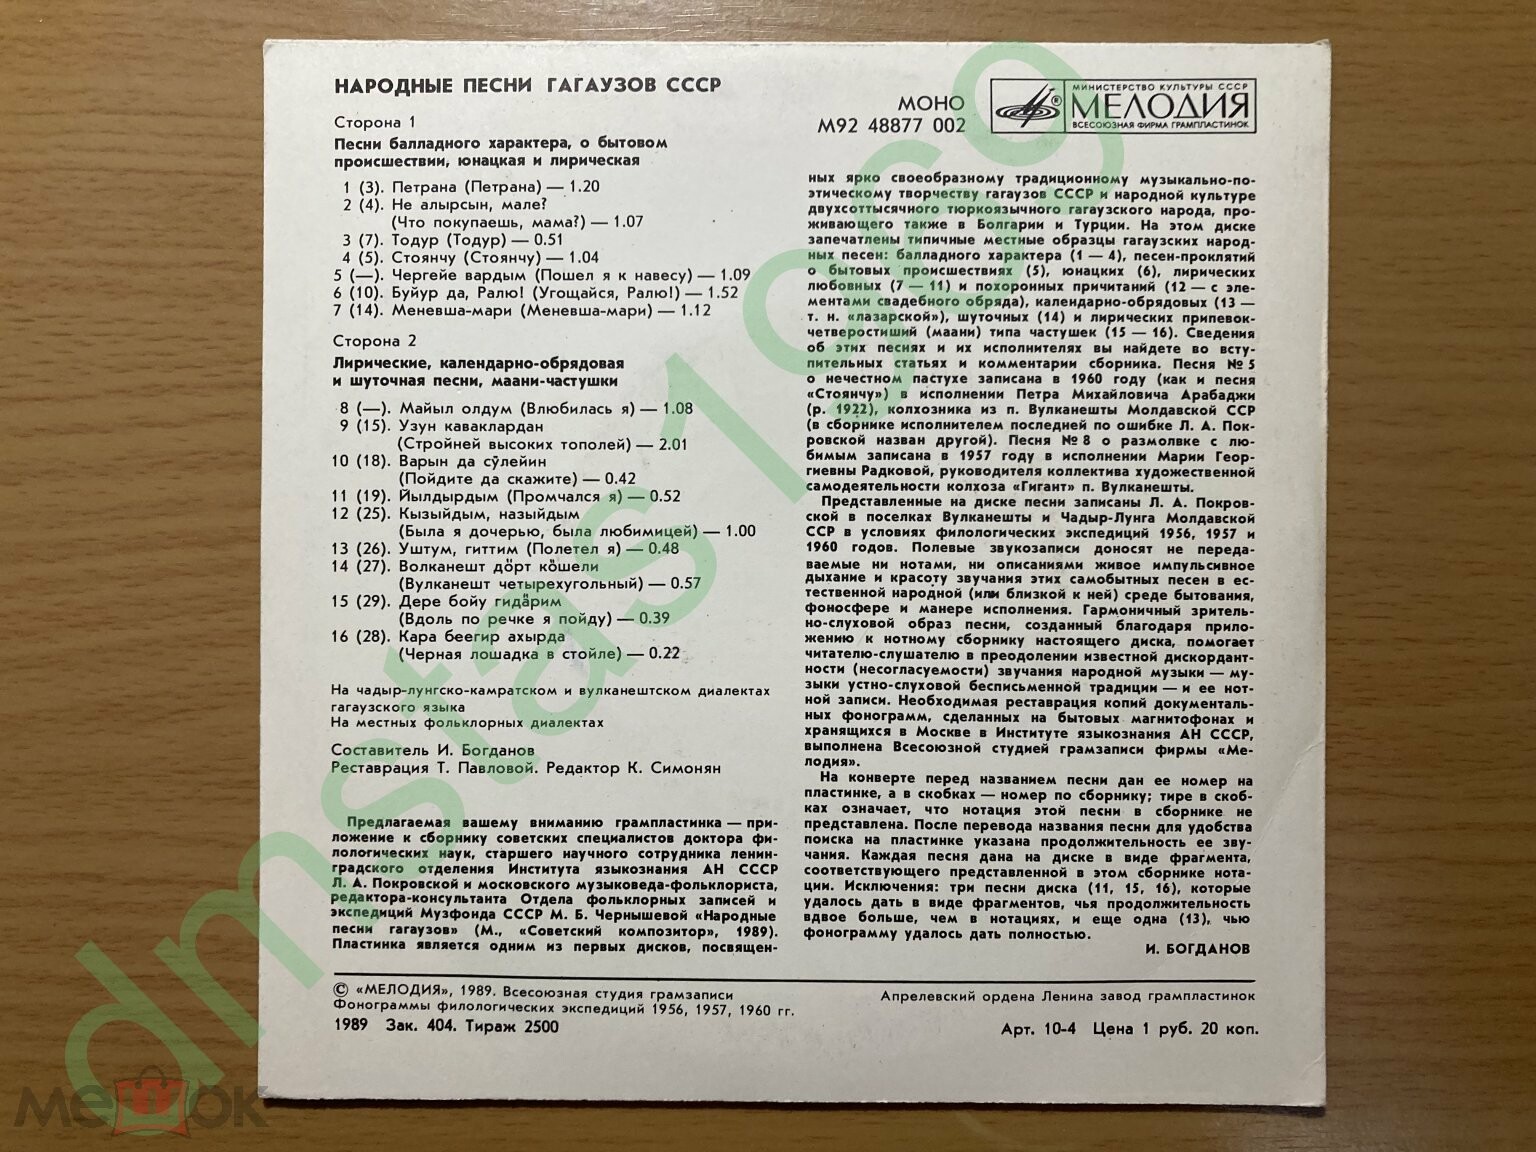 НАРОДНЫЕ ПЕСНИ ГАГАУЗОВ СССР
МОНО
М92 48877 002
МИНИСТЕРСТВО КУЛЬТУРЫ СССР
МЕЛОДИЯ
ВСЕСОЮЗНАЯ ФИРМА ГРАМПЛАСТИНОК
Сторона 1
Песни балладного характера, о бытовом
происшествии, юнацкая и лирическая
1 (3). Петрана (Петрана) — 1.20
2 (4). Не алырсын, мале?
(Что покупаешь, мама?) — 1.07
3 (7). Тодур (Тодур) — 0.51
4 (5). Стоянчу (Стоянчу) — 1.04
5 (—). Чергейе вардым (Пошел я к навесу) — 1.09
6 (10). Буйур да, Ралю! (Угощайся, Ралю!) — 1.52
7 (14). Меневша-мари (Меневша-мари) — 1.12
Сторона 2
Лирические, календарно-обрядовая
и шуточная песни, маани-частушки
8 (—). Майыл олдум (Влюбилась я) — 1.08
9 (15). Узун каваклардан
(Стройней высоких тополей) — 2.01
10 (18). Варын да сӱлейин
(Пойдите да скажите) — 0.42
11 (19). Йылдырдым (Промчался я) — 0.52
12 (25). Кызыйдым, назыйдым
(Была я дочерью, была любимицей) — 1.00
13 (26). Уштум, гиттим (Полетел я) — 0.48
14 (27). Волканешт дӧрт кӧшели
(Вулканешт четырехугольный) — 0.57
15 (29). Дере бойу гидӓрим
(Вдоль по речке я пойду) — 0.39
16 (28). Кара беегир ахырда
(Черная лошадка в стойле) — 0.22
На чадыр-лунгско-камратском и вулканештском диалектах
гагаузского языка
На местных фольклорных диалектах
Составитель И. Богданов
Реставрация Т. Павловой. Редактор К. Симонян
Предлагаемая вашему вниманию грампластинка — при-
ложение к сборнику советских специалистов доктора фи-
лологических наук, старшего научного сотрудника ленин-
градского отделения Института языкознания АН СССР
Л. А. Покровской и московского музыковеда-фольклориста,
редактора-консультанта Отдела фольклорных записей и
экспедиций Музфонда СССР М. Б. Чернышевой «Народные
песни гагаузов» (М., «Советский композитор», 1989).
Пластинка является одним из первых дисков, посвящен-
ных ярко своеобразному традиционному музыкально-по-
этическому творчеству гагаузов СССР и народной культуре
двухсоттысячного тюркоязычного гагаузского народа, про-
живающего также в Болгарии и Турции. На этом диске
запечатлены типичные местные образцы гагаузских народ-
ных песен: балладного характера (1 — 4), песен-проклятий
о бытовых происшествиях (5), юнацких (6), лирических
любовных (7 — 11) и похоронных причитаний (12 — с эле-
ментами свадебного обряда), календарно-обрядовых (13 —
т. н. «лазарской»), шуточных (14) и лирических припевок-
четверостиший (маани) типа частушек (15 — 16). Сведения
об этих песнях и их исполнителях вы найдете во всту-
пительных статьях и комментарии сборника. Песня № 5
о нечестном пастухе записана в 1960 году (как и песня
«Стоянчу») в исполнении Петра Михайловича Арабаджи
(р. 1922), колхозника из п. Вулканешты Молдавской ССР
(в сборнике исполнителем последней по ошибке Л. А. Пок-
ровской назван другой). Песня № 8 о размолвке с лю-
бимым записана в 1957 году в исполнении Марии Геор-
гиевны Радковой, руководителя коллектива художественной
самодеятельности колхоза «Гигант» п. Вулканешты.
Представленные на диске песни записаны Л. А. Покров-
ской в поселках Вулканешты и Чадыр-Лунга Молдавской
ССР в условиях филологических экспедиций 1956, 1957 и
1960 годов. Полевые звукозаписи доносят не переда-
ваемые ни нотами, ни описаниями живое импульсивное
дыхание и красоту звучания этих самобытных песен в ес-
тественной народной (или близкой к ней) среде бытования,
фоносфере и манере исполнения. Гармоничный зритель-
но-слуховой образ песни, созданный благодаря прило-
жению к нотному сборнику настоящего диска, помогает
читателю-слушателю в преодолении известной дискордант-
ности (несогласуемости) звучания народной музыки — му-
зыки устно-слуховой бесписьменной традиции — и ее нот-
ной записи. Необходимая реставрация копий документаль-
ных фонограмм, сделанных на бытовых магнитофонах и
хранящихся в Москве в Институте языкознания АН СССР,
выполнена Всесоюзной студией грамзаписи фирмы «Ме-
лодия».
На конверте перед названием песни дан ее номер на
пластинке, а в скобках — номер по сборнику; тире в скоб-
ках означает, что нотация этой песни в сборнике не
представлена. После перевода названия песни для удобства
поиска на пластинке указана продолжительность ее зву-
чания. Каждая песня дана на диске в виде фрагмента,
соответствующего представленной в этом сборнике нота-
ции. Исключения: три песни диска (11, 15, 16), которые
удалось дать в виде фрагментов, чья продолжительность
вдвое больше, чем в нотациях, и еще одна (13), чью
фонограмму удалось дать полностью.
И. БОГДАНОВ
© «МЕЛОДИЯ», 1989. Всесоюзная студия грамзаписи
Фонограммы филологических экспедиций 1956, 1957, 1960 гг.
1989 Зак. 404. Тираж 2500
Апрелевский ордена Ленина завод грампластинок
Арт. 10-4 Цена 1 руб. 20 коп.
dmstas1969
мешок